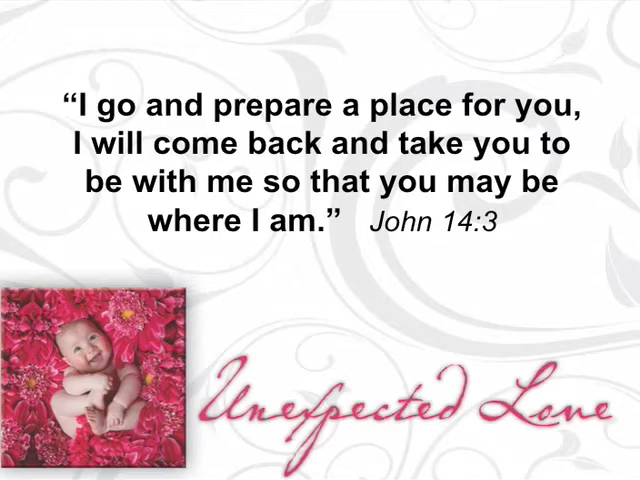 “I go and prepare a place for you,
I will come back and take you to
be with me so that you may be
where I am.” John 14:3
Unexpected Love